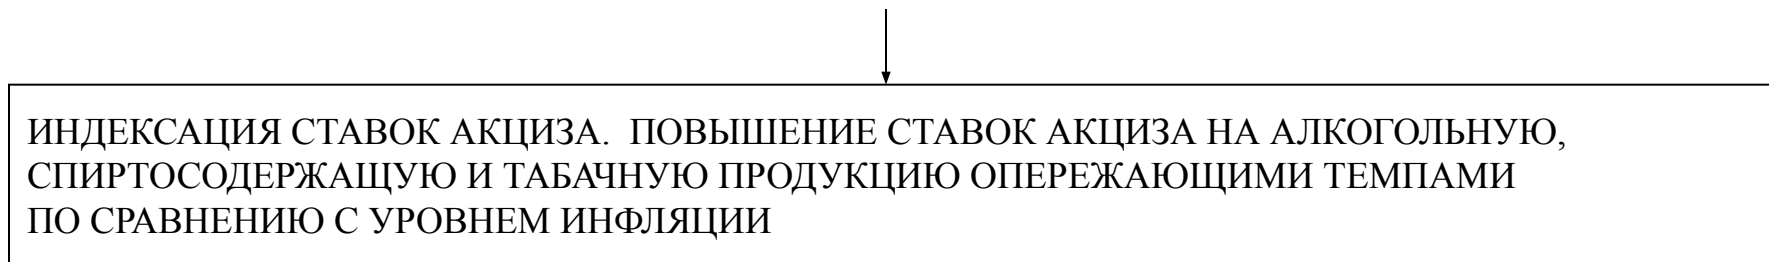 ИНДЕКСАЦИЯ СТАВОК АКЦИЗА. ПОВЫШЕНИЕ СТАВОК АКЦИЗА НА АЛКОГОЛЬНУЮ,
СПИРТОСОДЕРЖАЩУЮ И ТАБАЧНУЮ ПРОДУКЦИЮ ОПЕРЕЖАЮЩИМИ ТЕМПАМИ
ПО СРАВНЕНИЮ С УРОВНЕМ ИНФЛЯЦИИ